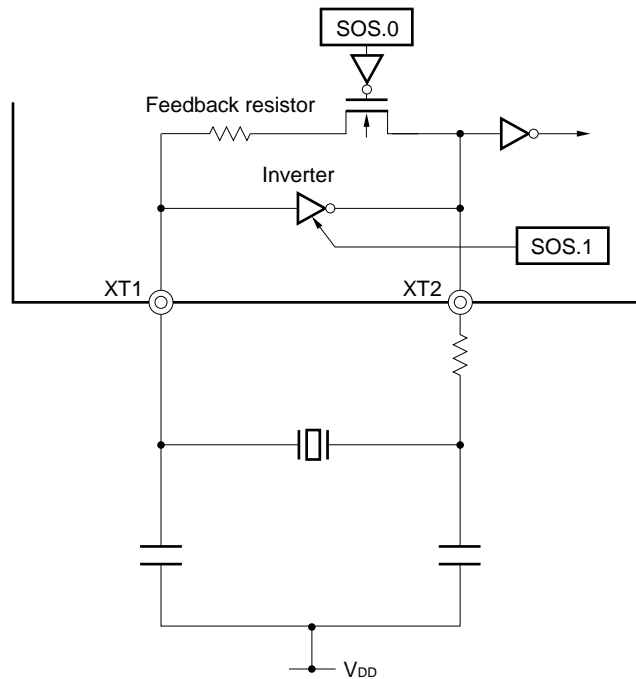 SOS.0
Feedback resistor
Inverter
SOS.1
XT1
XT2
VDD